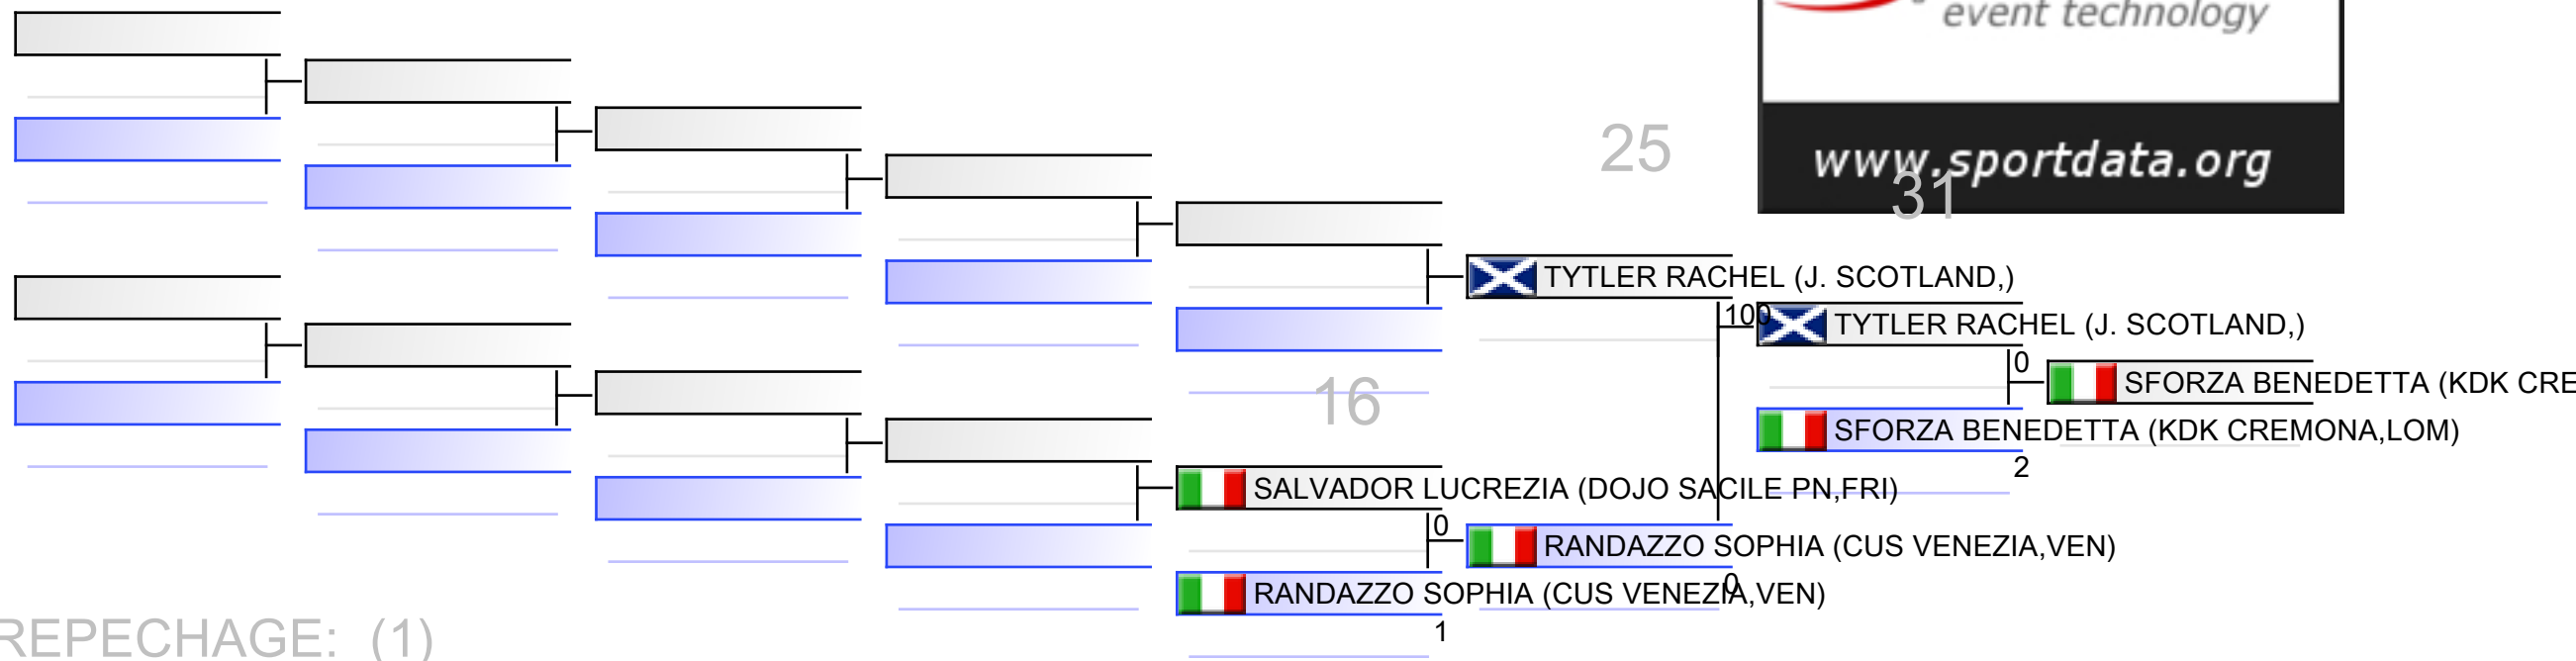 event technology
www.sportdata.org
25
31
TYTLER RACHEL (J. SCOTLAND,)
100
TYTLER RACHEL (J. SCOTLAND,)
0
SFORZA BENEDETTA (KDK CRE
SFORZA BENEDETTA (KDK CREMONA,LOM)
2
16
SALVADOR LUCREZIA (DOJO SACILE PN,FRI)
0
RANDAZZO SOPHIA (CUS VENEZIA,VEN)
0
RANDAZZO SOPHIA (CUS VENEZIA,VEN)
1
REPECHAGE: (1)